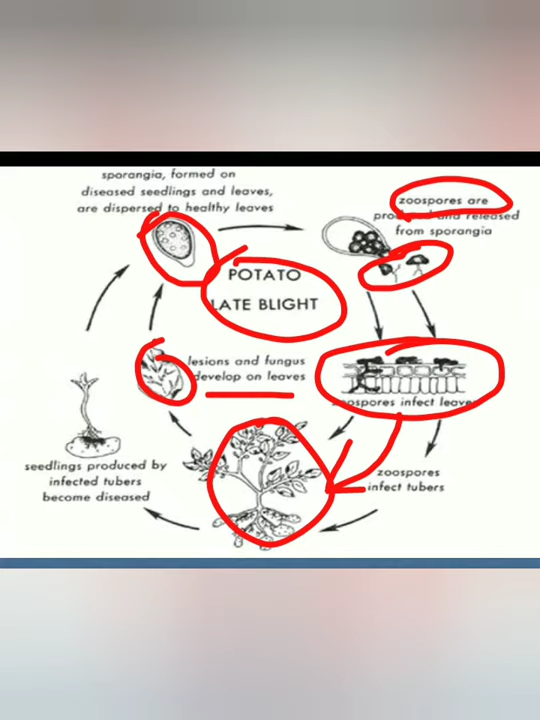 sporangia, formed on
diseased seedlings and leaves,
are dispersed to healthy leaves
zoospores are
produced and released
from sporangia
POTATO
LATE BLIGHT
lesions and fungus
develop on leaves
zoospores infect leaves
seedlings produced by
infected tubers
become diseased
zoospores
infect tubers